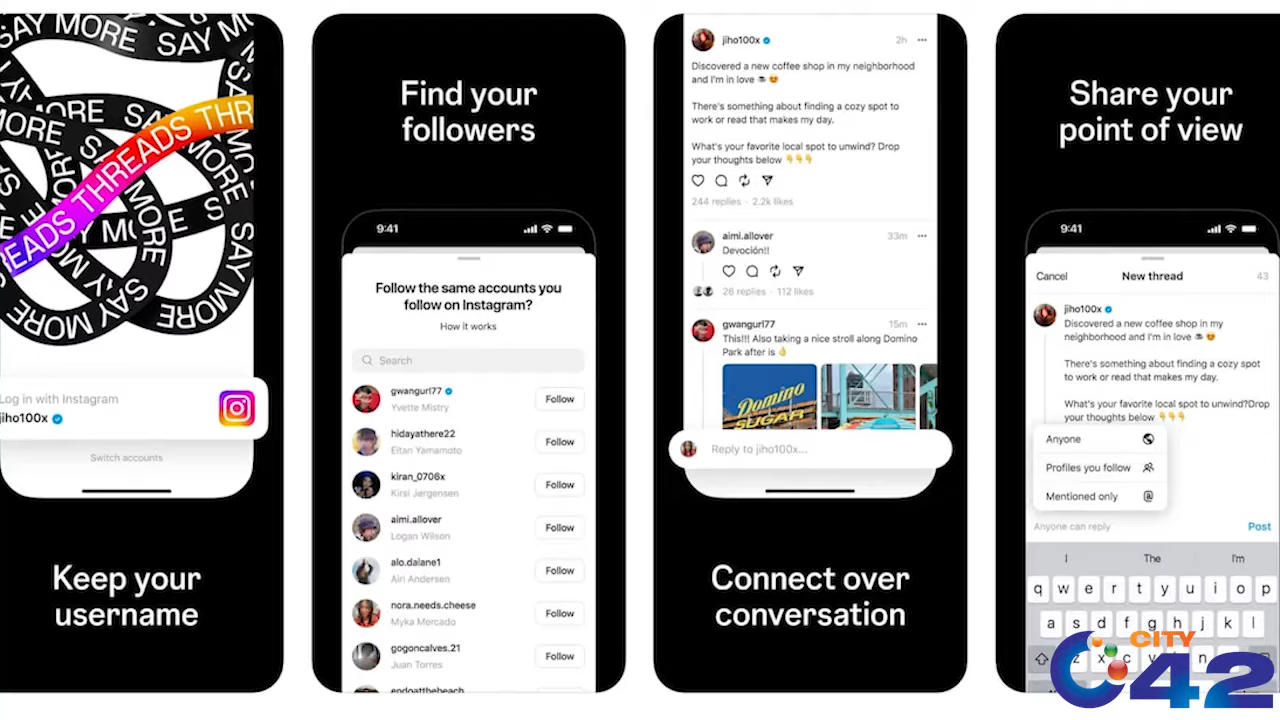 SAY MORE SAY MORE
THREADS THREADS
SAY MORE
Log in with Instagram
jiho100x
Switch accounts
Keep your
username
Find your
followers
9:41
Follow the same accounts you
follow on Instagram?
How it works
Search
gwangurl77
Yvette Mistry
Follow
hidayathere22
Eitan Yamamoto
Follow
kiran_0706x
Kirsi Jørgensen
Follow
aimi.allover
Logan Wilson
Follow
alo.dalane1
Airi Andersen
Follow
nora.needs.cheese
Myka Mercado
Follow
gogoncalves.21
Juan Torres
Follow
endoatthebeach
jiho100x 2h
Discovered a new coffee shop in my neighborhood
and I'm in love ☕😍
There's something about finding a cozy spot to
work or read that makes my day.
What's your favorite local spot to unwind? Drop
your thoughts below 👇👇👇
244 replies · 2.2k likes
aimi.allover 33m
Devoción!!
26 replies · 112 likes
gwangurl77 15m
This!!! Also taking a nice stroll along Domino
Park after is 👌
Domino
SUGAR
Reply to jiho100x...
Connect over
conversation
Share your
point of view
9:41
Cancel New thread 43
jiho100x
Discovered a new coffee shop in my
neighborhood and I'm in love ☕😍
There's something about finding a cozy spot
to work or read that makes my day.
What's your favorite local spot to unwind?Drop
your thoughts below 👇👇👇
Anyone
Profiles you follow
Mentioned only
Anyone can reply Post
I The I'm
q w e r t y u i o p
a s d f g h j k l
z x c v
CITY
42